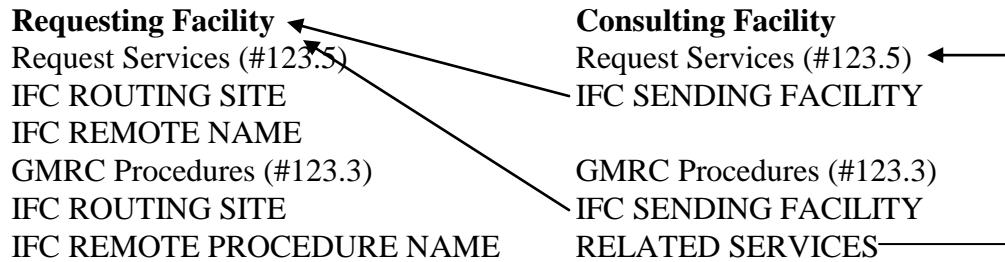 Requesting Facility Consulting Facility
Request Services (#123.5) Request Services (#123.5)
IFC ROUTING SITE IFC SENDING FACILITY
IFC REMOTE NAME
GMRC Procedures (#123.3) GMRC Procedures (#123.3)
IFC ROUTING SITE IFC SENDING FACILITY
IFC REMOTE PROCEDURE NAME RELATED SERVICES